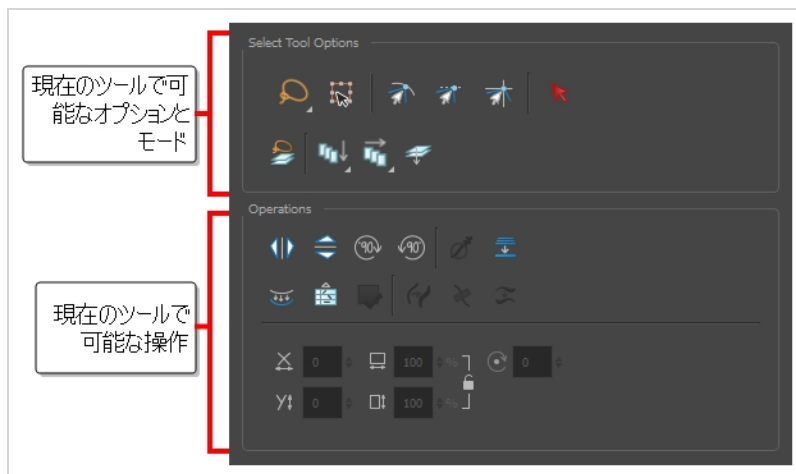 Select Tool Options
現在のツールで可
能なオプションと
モード
Operations
90
90°
現在のツールで
可能な操作
X 0 100 % 0
Y 0 100 %